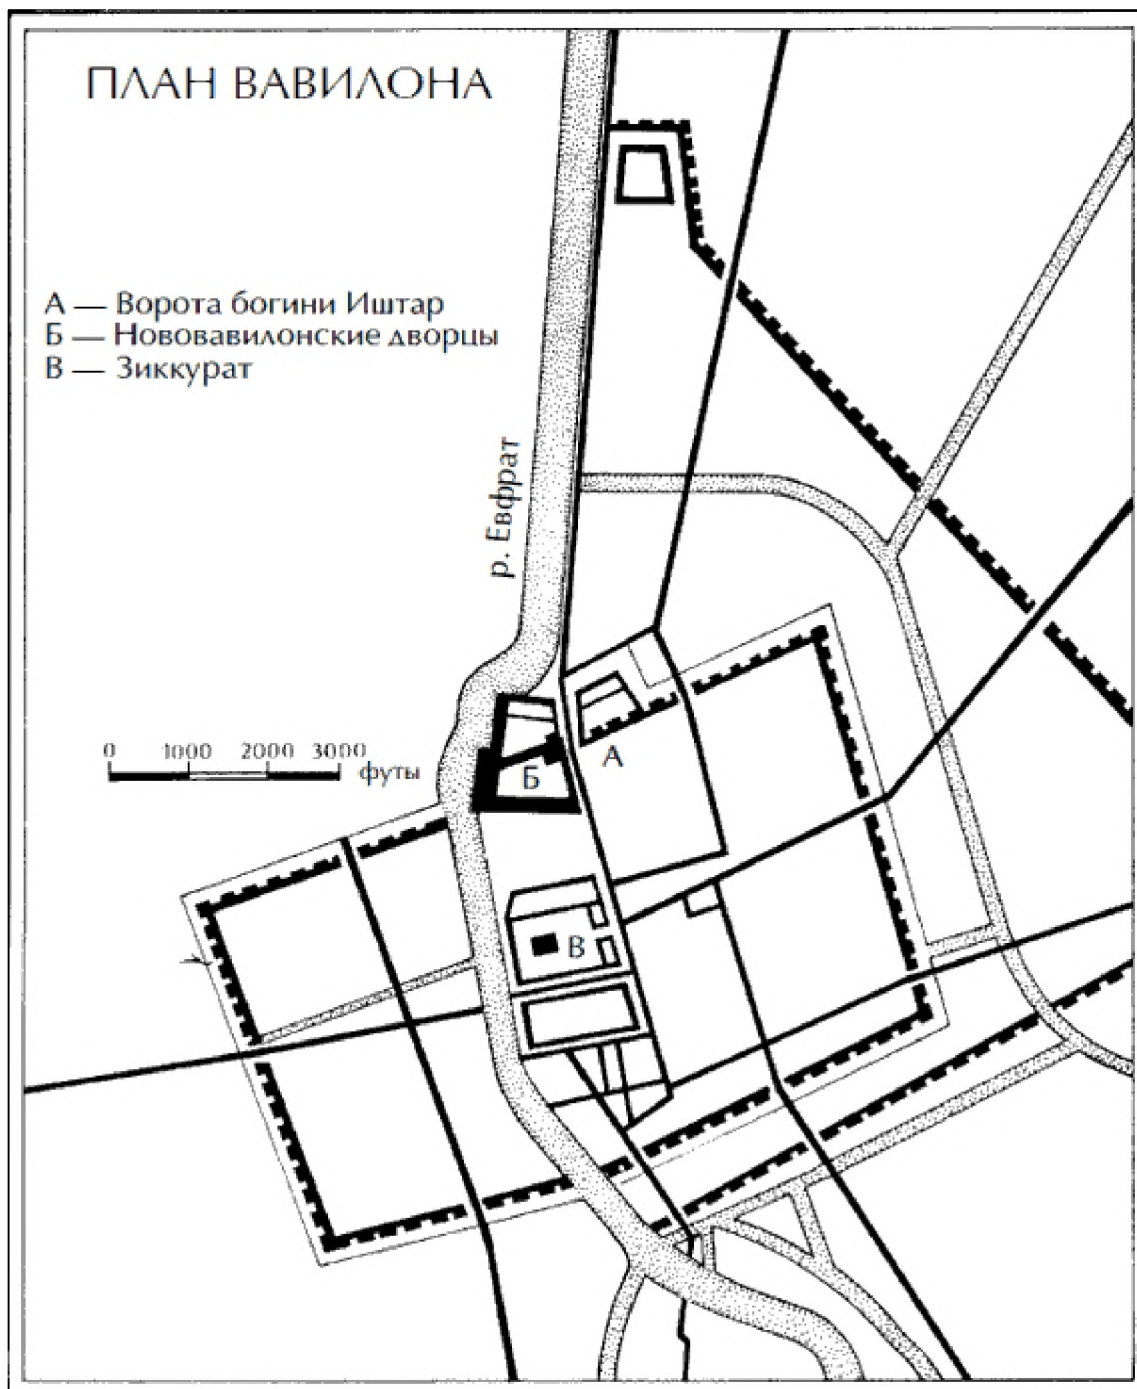 ПЛАН ВАВИЛОНА
А — Ворота богини Иштар
Б — Нововавилонские дворцы
В — Зиккурат
р. Евфрат
0 1000 2000 3000
футы
А
Б
В